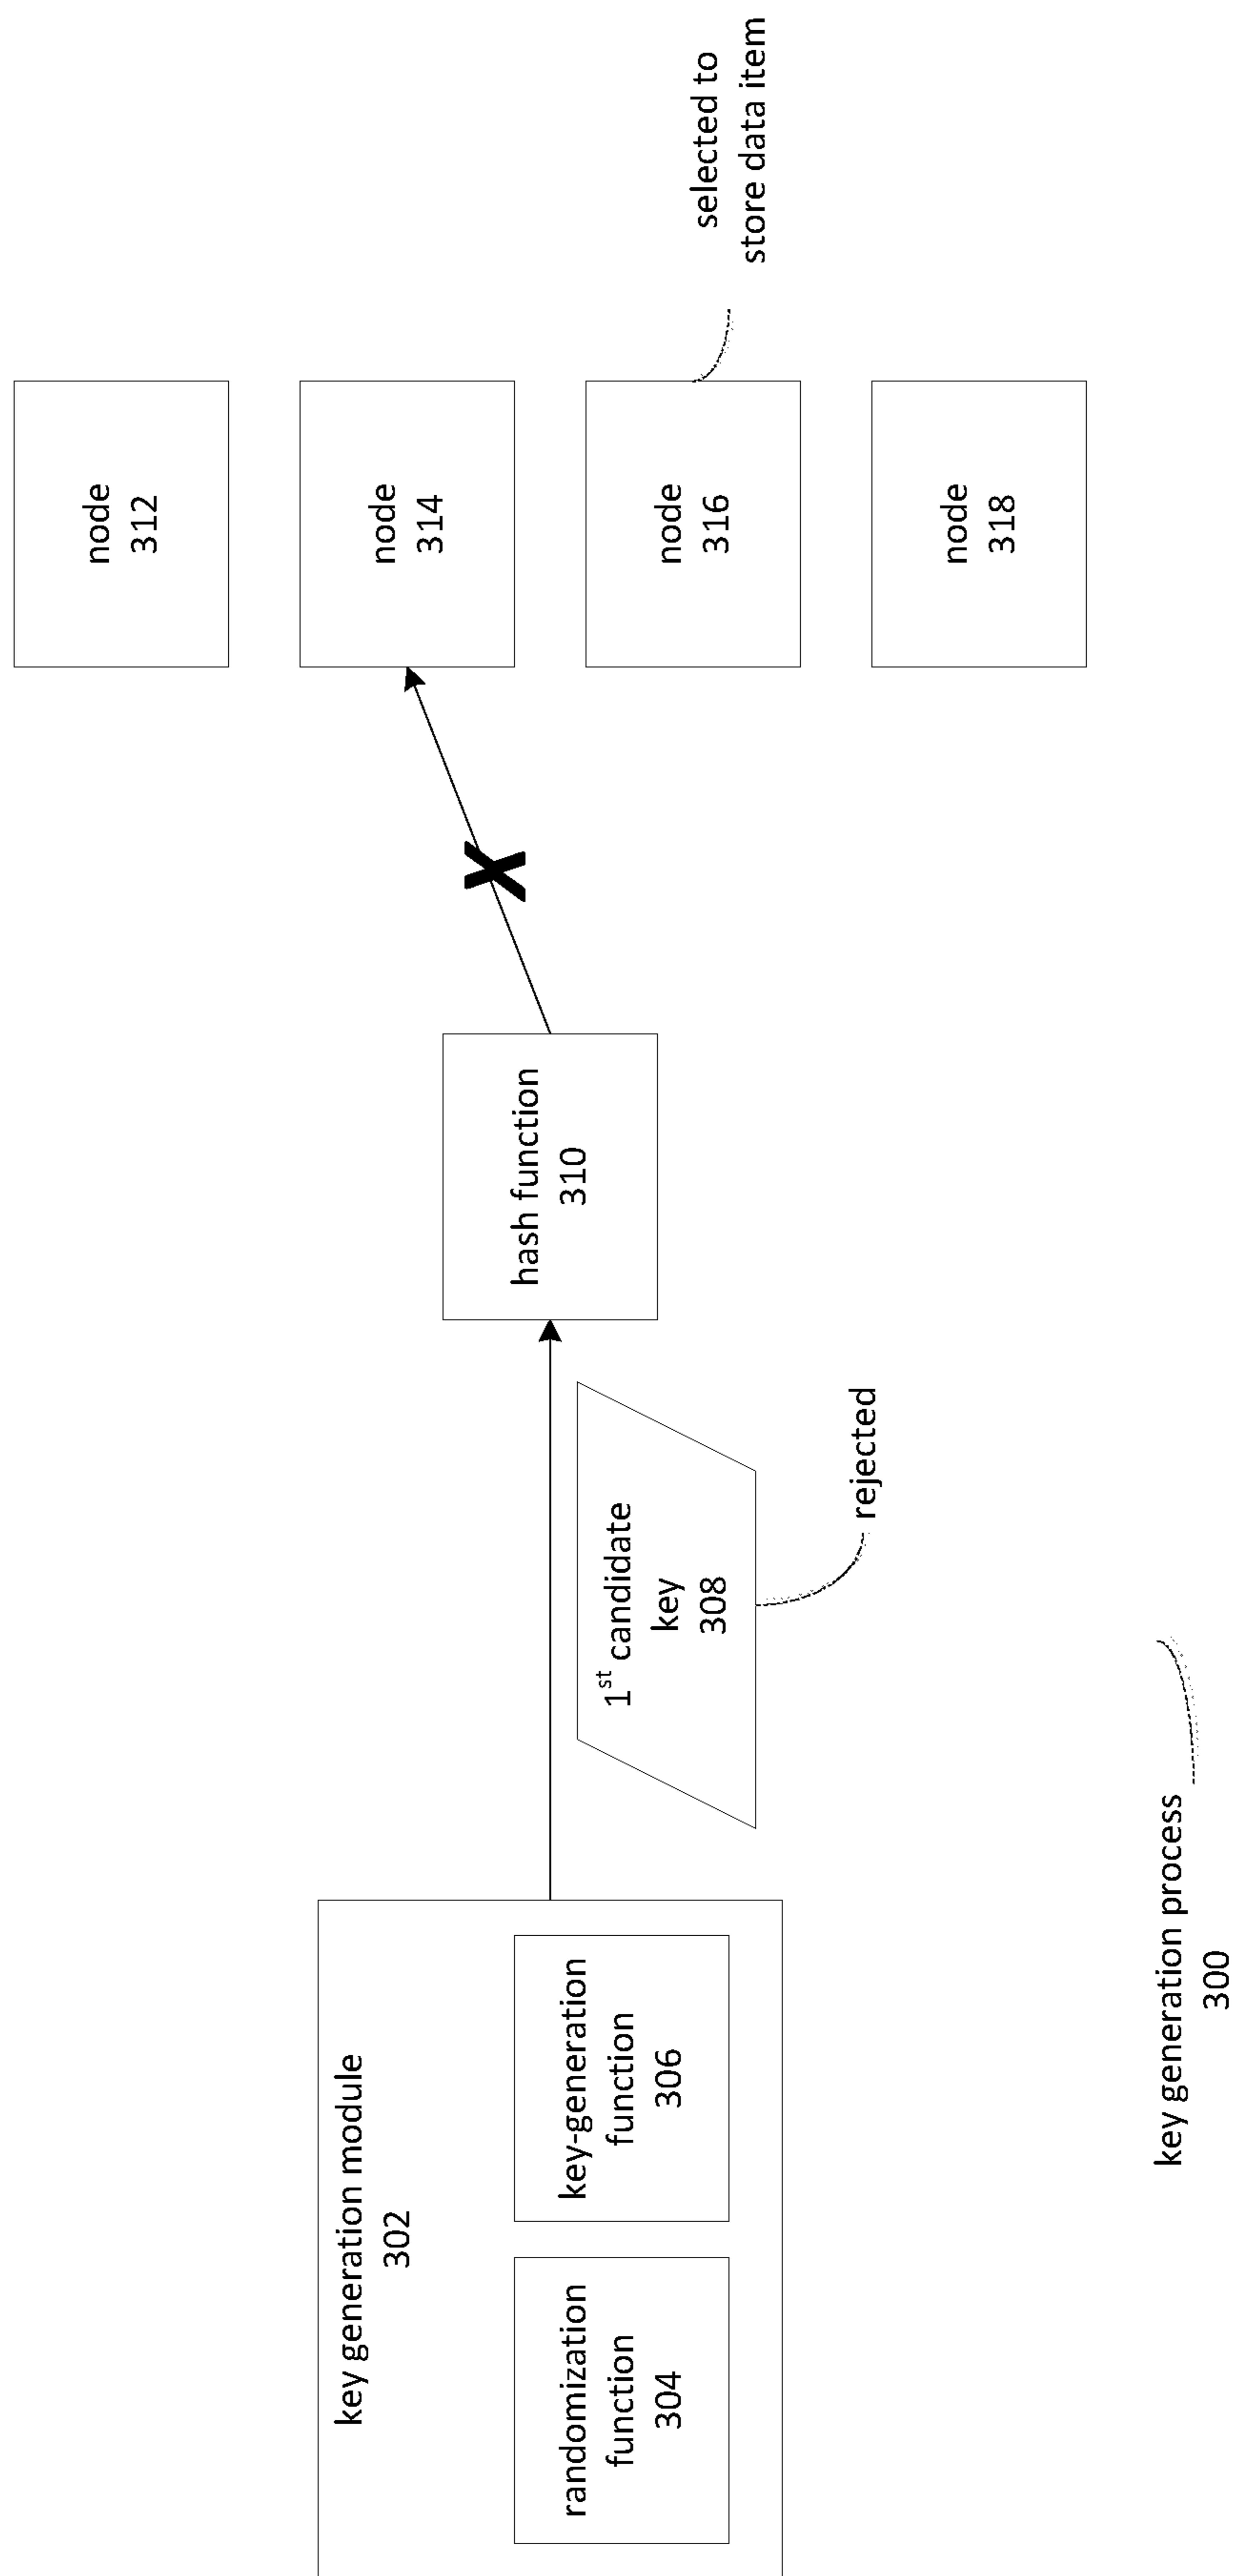 key generation module
302
randomization
function
304
key-generation
function
306
1st candidate
key
308
rejected
hash function
310
node
312
node
314
node
316
node
318
selected to
store data item
key generation process
300